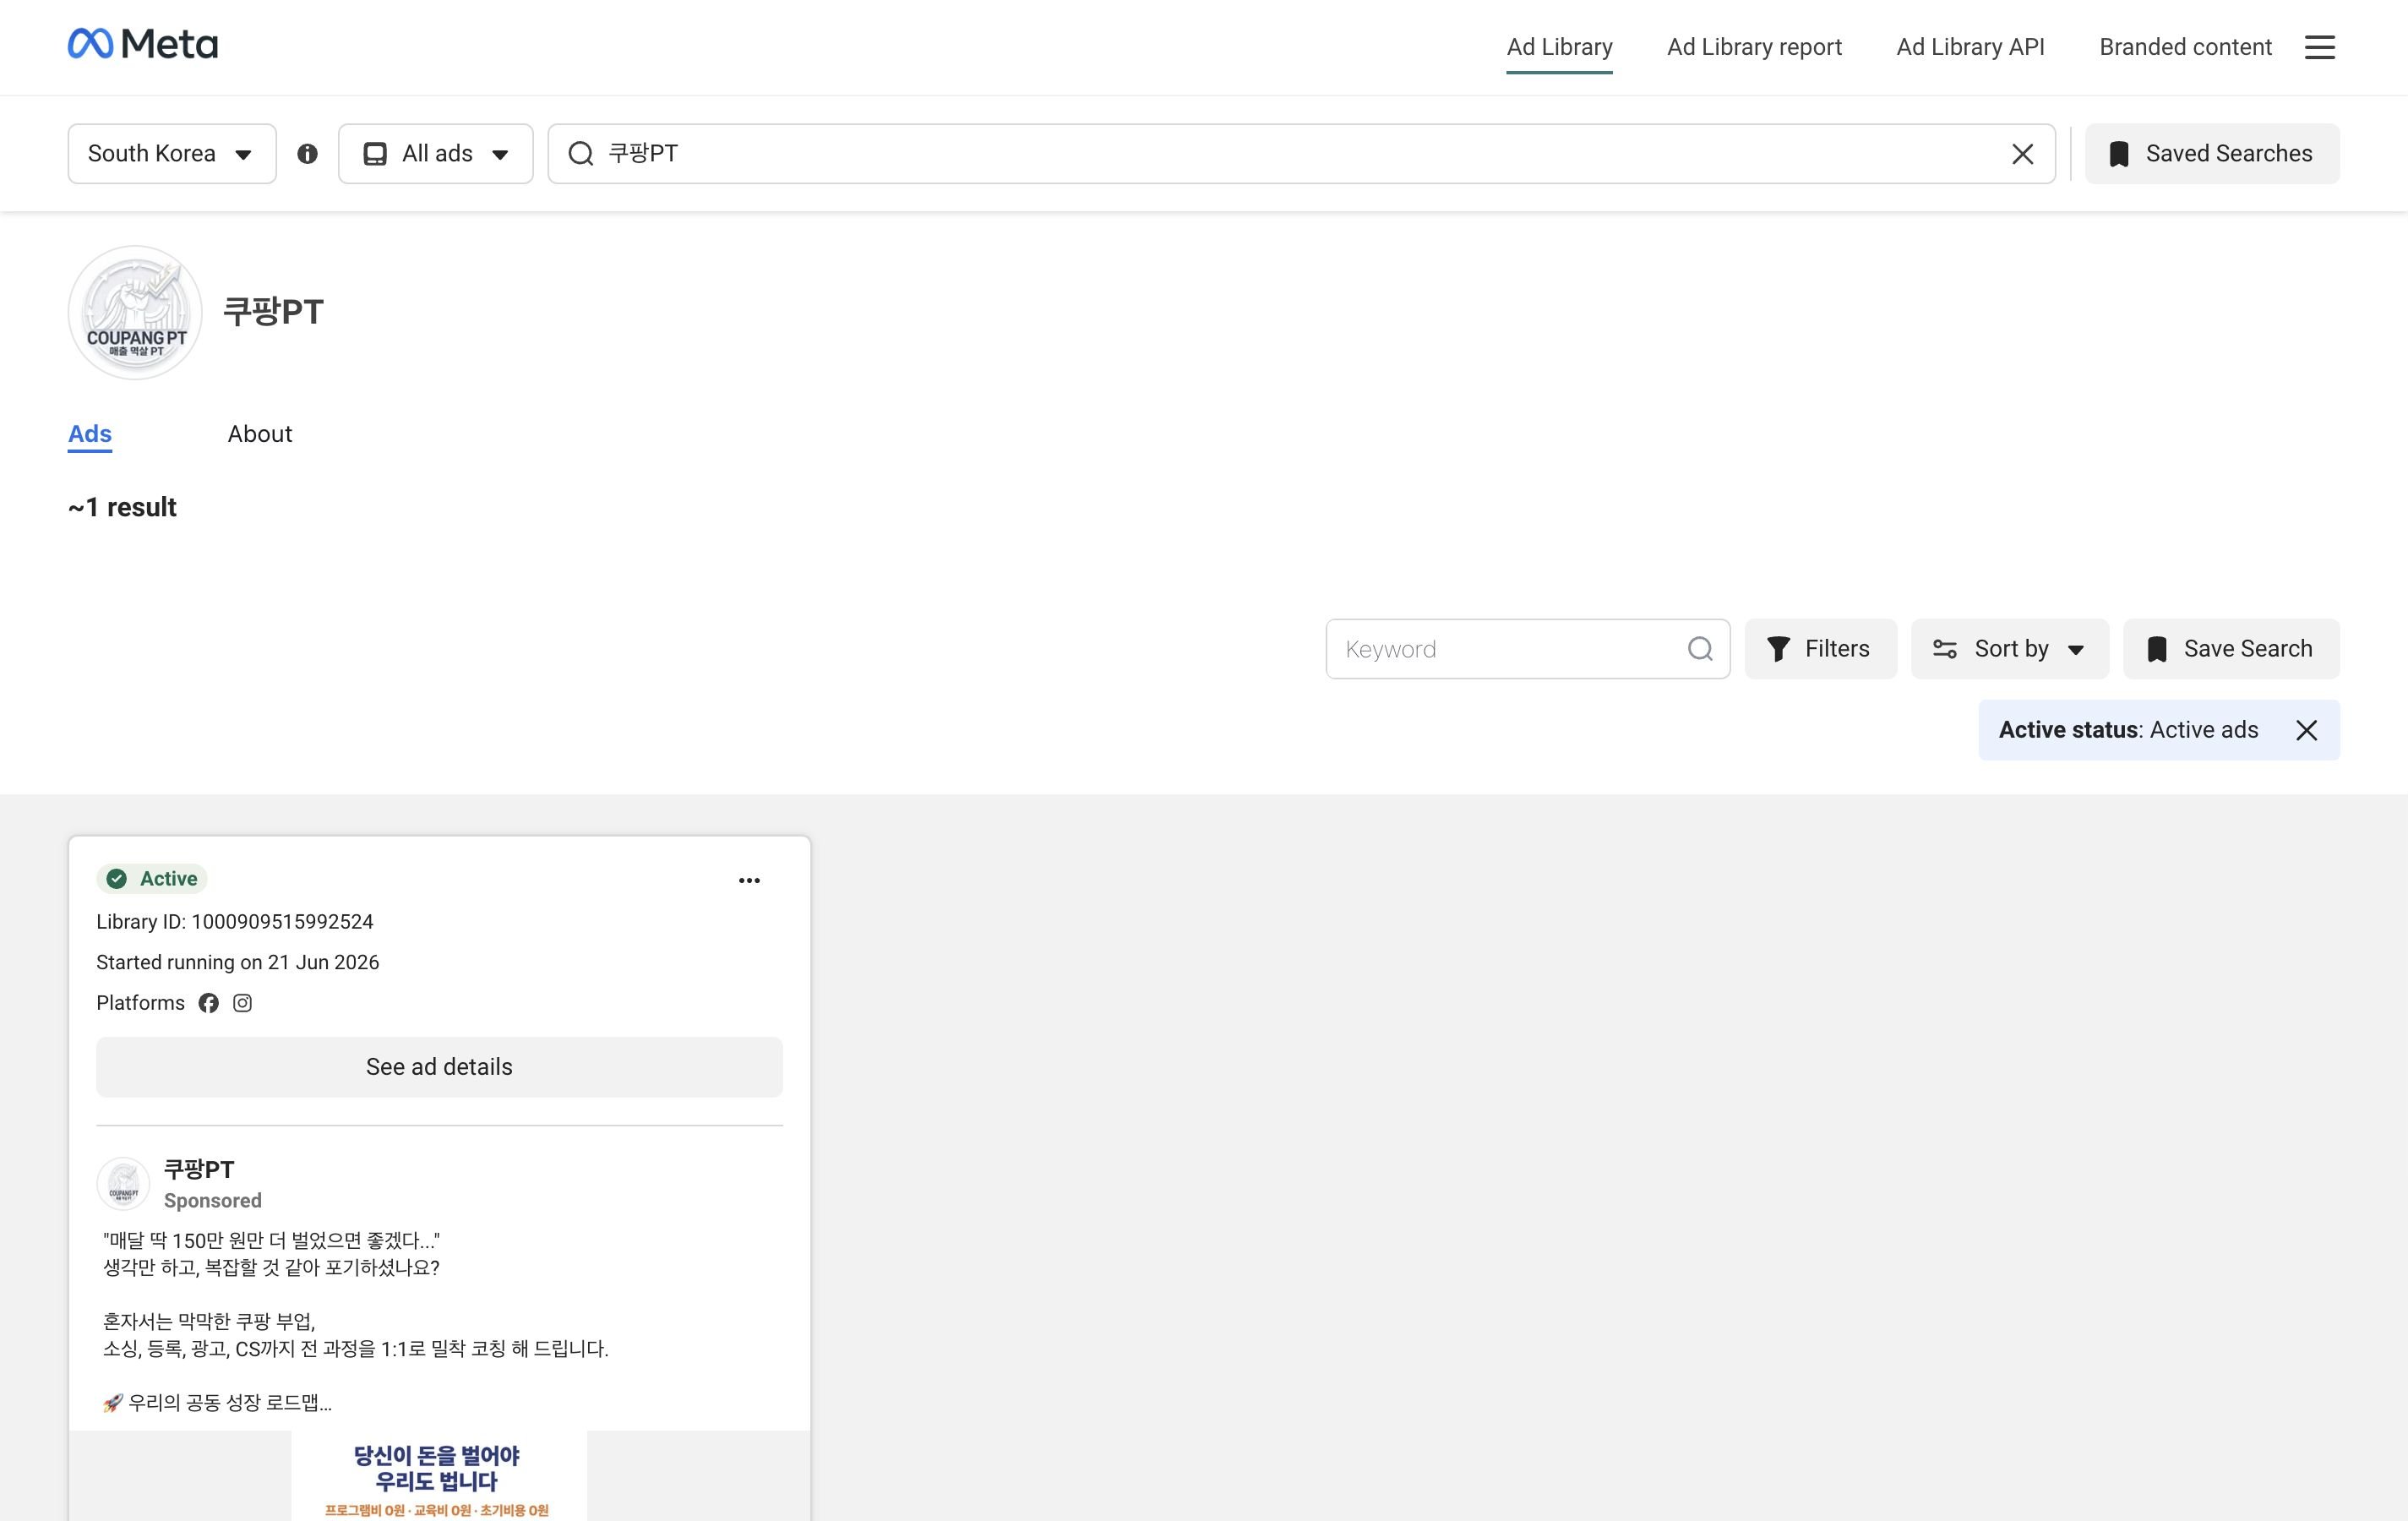 Meta
Ad Library
Ad Library report
Ad Library API
Branded content
South Korea
All ads
쿠팡PT
Saved Searches
COUPANG PT
매출 멱살 PT
쿠팡PT
Ads
About
~1 result
Keyword
Filters
Sort by
Save Search
Active status: Active ads
Active
Library ID: 1000909515992524
Started running on 21 Jun 2026
Platforms
See ad details
COUPANG PT
쿠팡PT
Sponsored
"매달 딱 150만 원만 더 벌었으면 좋겠다..."
생각만 하고, 복잡할 것 같아 포기하셨나요?
혼자서는 막막한 쿠팡 부업,
소싱, 등록, 광고, CS까지 전 과정을 1:1로 밀착 코칭 해 드립니다.
🚀 우리의 공동 성장 로드맵...
당신이 돈을 벌어야
우리도 법니다
프로그램비 0원 · 교육비 0원 · 초기비용 0원